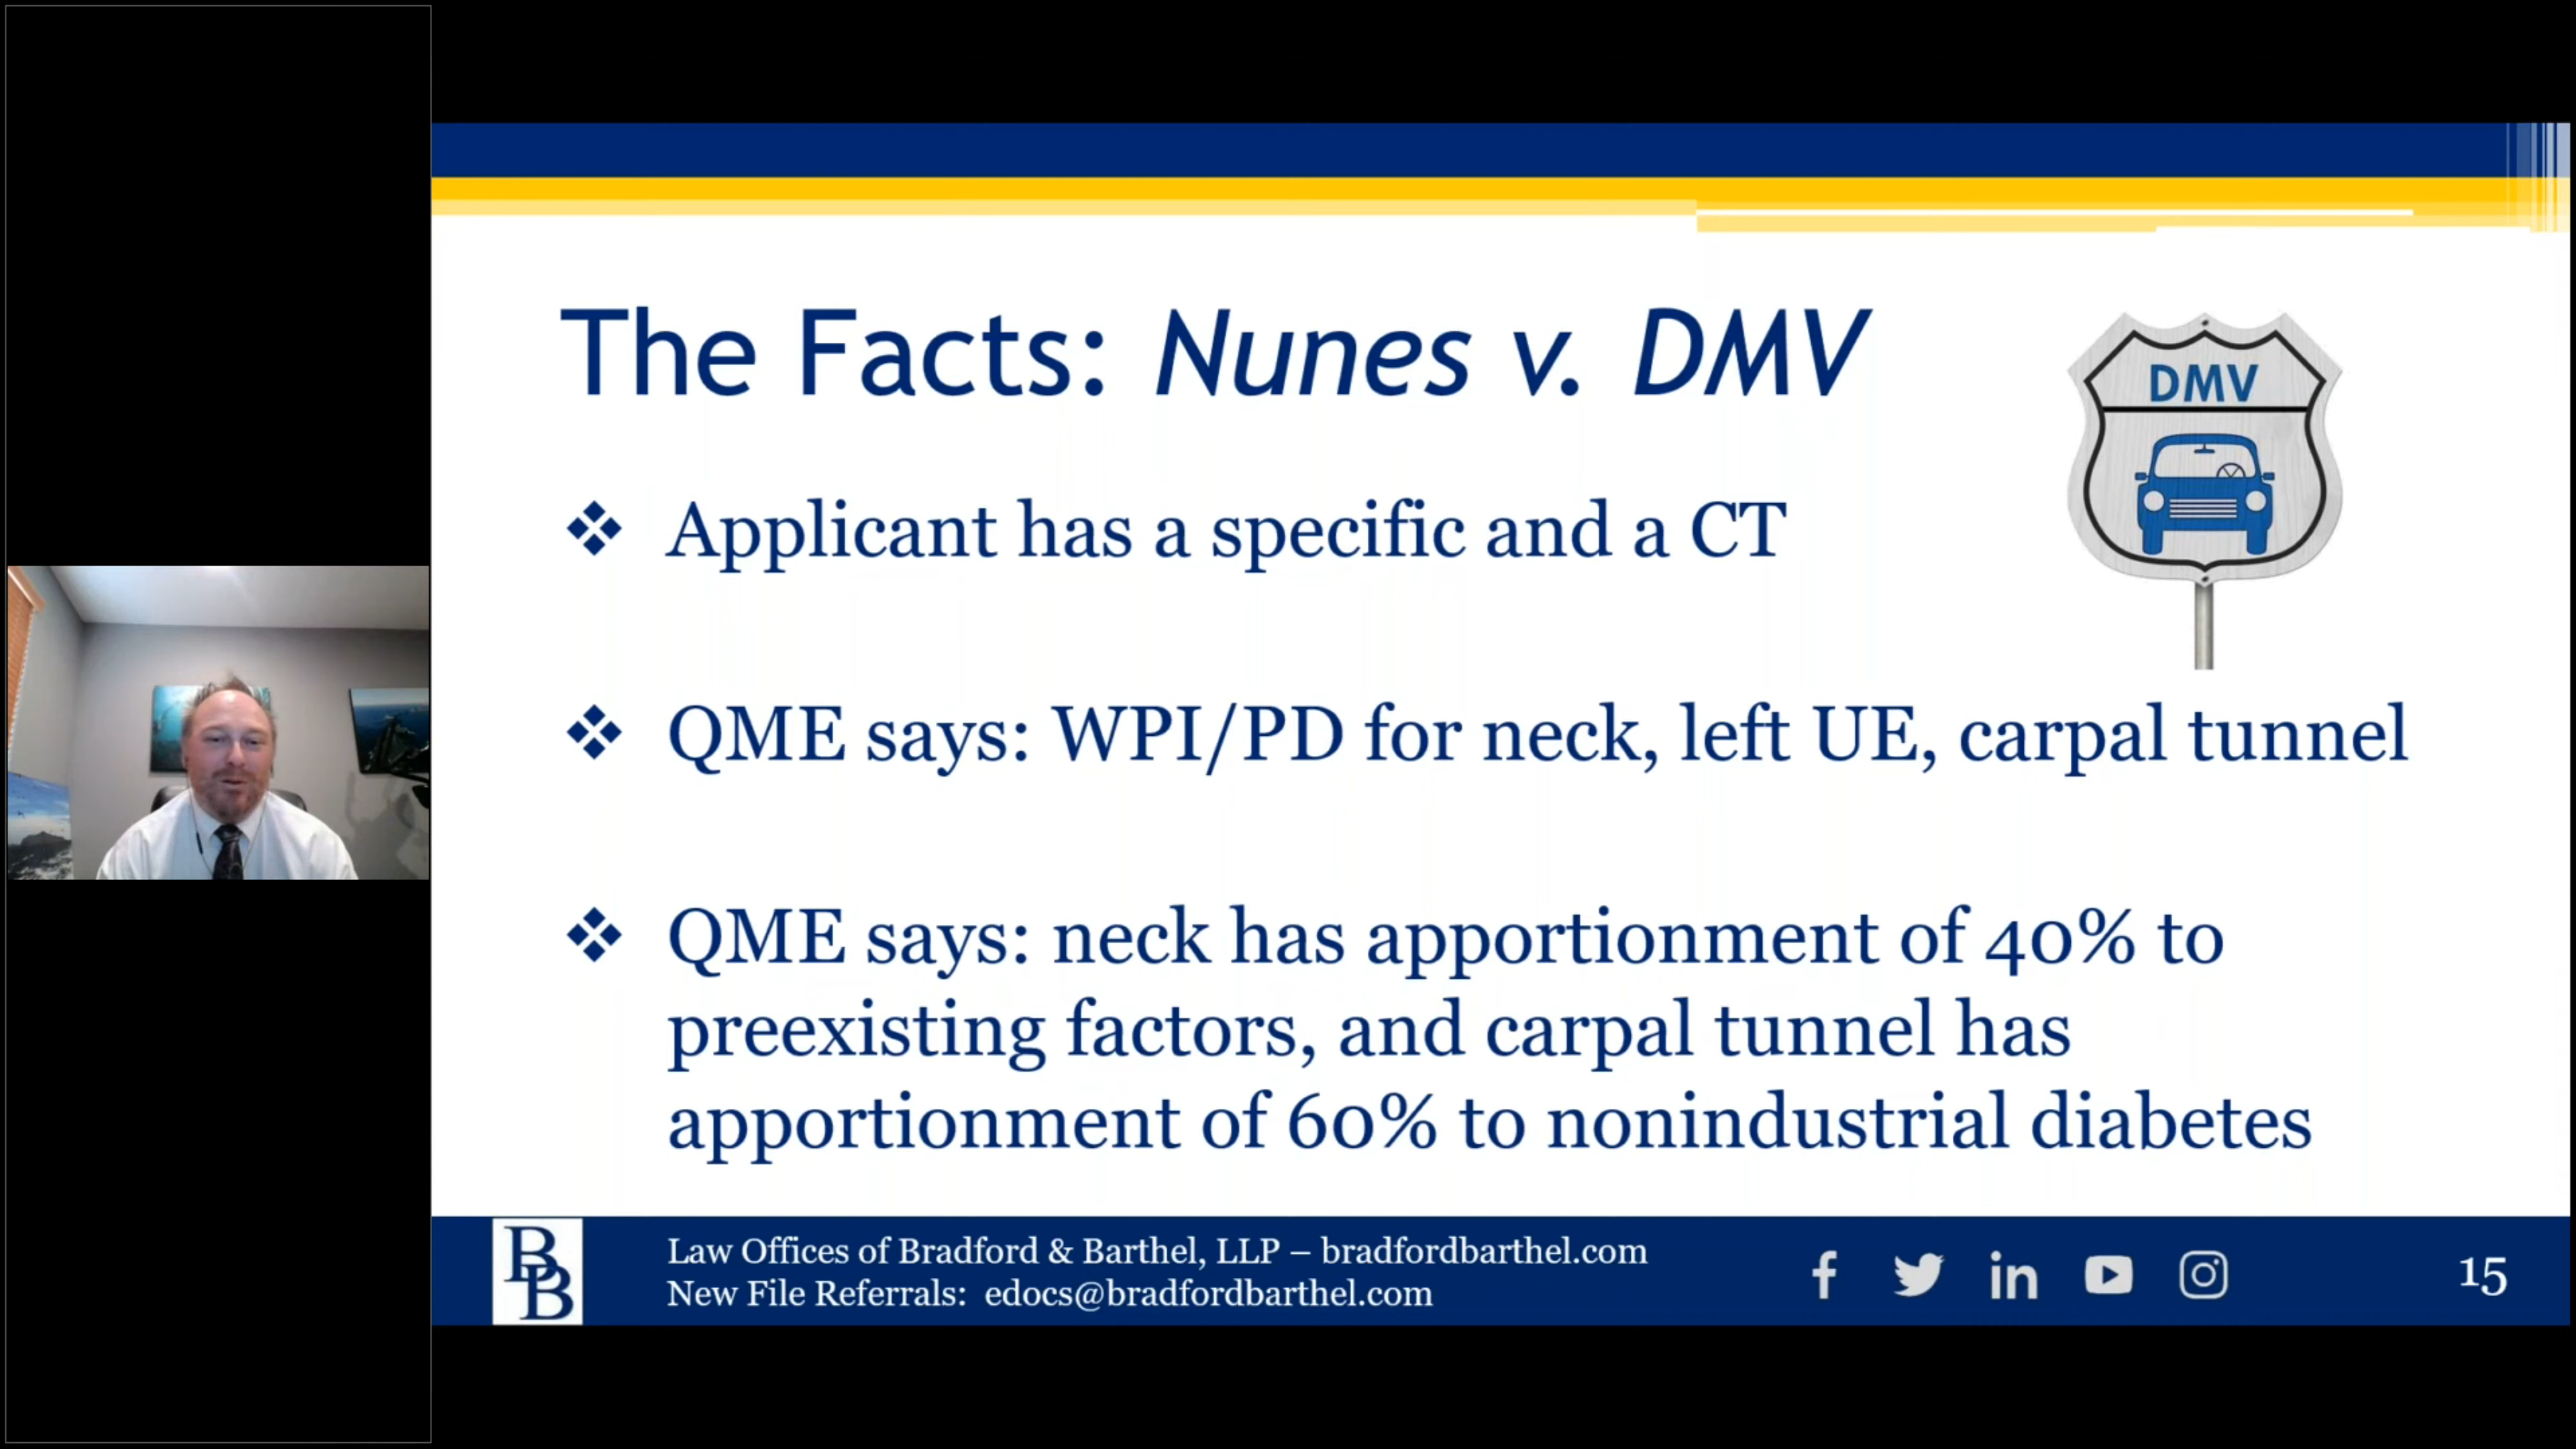 The Facts: Nunes v. DMV
DMV
❖ Applicant has a specific and a CT
❖ QME says: WPI/PD for neck, left UE, carpal tunnel
❖ QME says: neck has apportionment of 40% to
preexisting factors, and carpal tunnel has
apportionment of 60% to nonindustrial diabetes
BB
Law Offices of Bradford & Barthel, LLP – bradfordbarthel.com
New File Referrals: edocs@bradfordbarthel.com
15